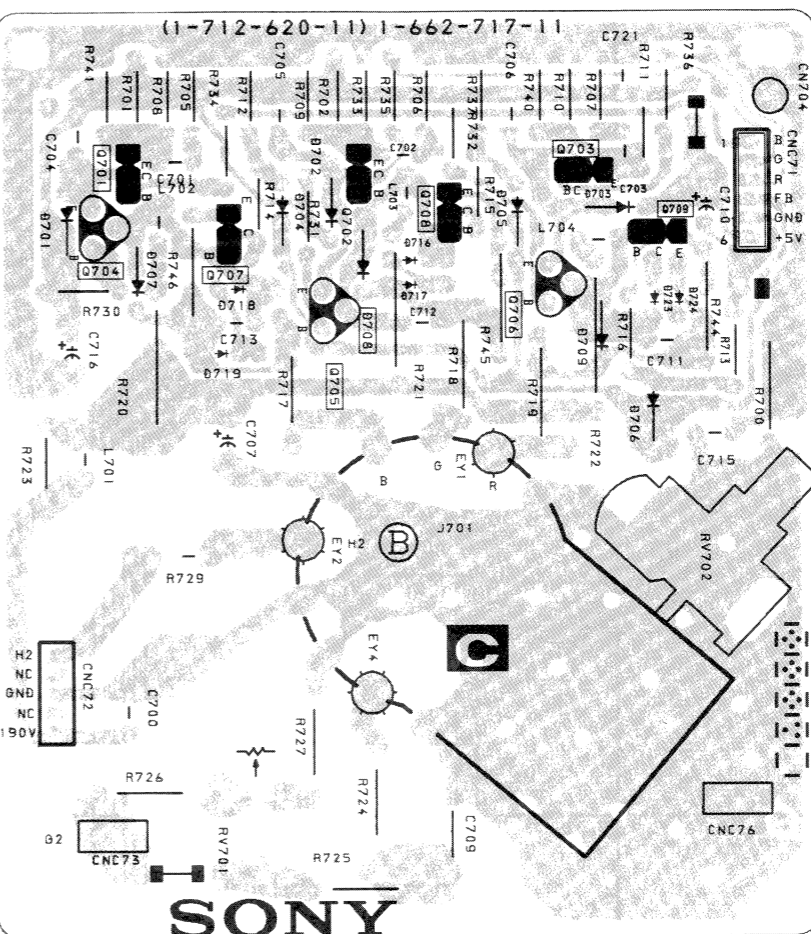 (1-712-620-11) 1-662-717-11
R741
R701
R708
R705
R734
R712
C705
R709
R702
R733
R735
R706
R737
R732
C706
R740
R710
R707
C721
R711
R736
CN704
C704
Q701
E
C
B
C701
L702
D702
E
C
B
C702
L703
Q708
E
C
B
R715
D705
Q703
B C E
D703
C703
Q709
B C E
C710
1
B
G
R
FB
GND
6
+5V
CNC71
D701
B
Q704
D707
R746
E
C
B
Q707
R714
D704
R731
Q702
D716
D717
C712
L704
E
B
Q706
D718
C713
D719
E
B
D708
Q705
D709
R716
D723
D724
R744
R713
C711
R730
C716
R720
R717
R721
R718
R745
R719
R722
D706
R700
C715
R723
L701
C707
B
G
R
EY1
EY2
H2
B
J701
RV702
R729
EY4
C
H2
NC
GND
NC
190V
CNC72
C700
R727
R726
R724
G2
CNC73
RV701
R725
C709
CNC76
SONY